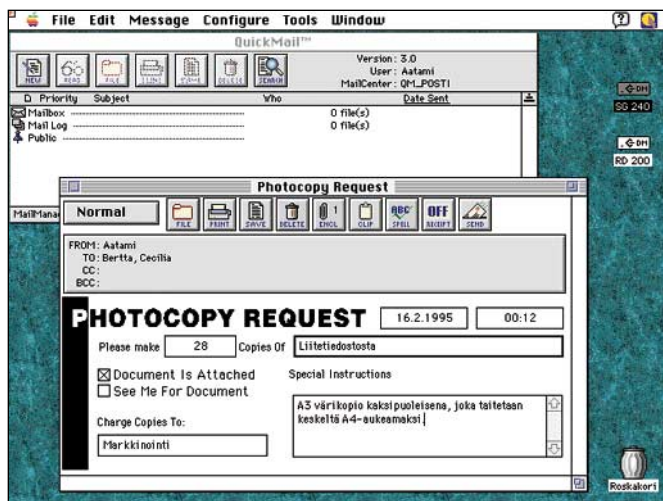 File Edit Message Configure Tools Window
QuickMail™
Version: 3.0
User: Aatami
MailCenter: QM_POSTI
NEW READ FILE PRINT SAVE DELETE SEARCH
Priority Subject Who Date Sent
Mailbox 0 file(s)
Mail Log 0 file(s)
Public
SG 240
RD 200
MailMana
Photocopy Request
Normal FILE PRINT SAVE DELETE ENCL CLIP SPELL RECEIPT SEND
1 ABC OFF
FROM: Aatami
TO: Bertta, Cecilia
CC:
BCC:
PHOTOCOPY REQUEST 16.2.1995 00:12
Please make 28 Copies Of Liitetiedostosta
Document Is Attached
See Me For Document
Special Instructions
A3 värikopio kaksipuoleisena, joka taitetaan
keskeltä A4-aukeamaksi.
Charge Copies To:
Markkinointi
Roskakori